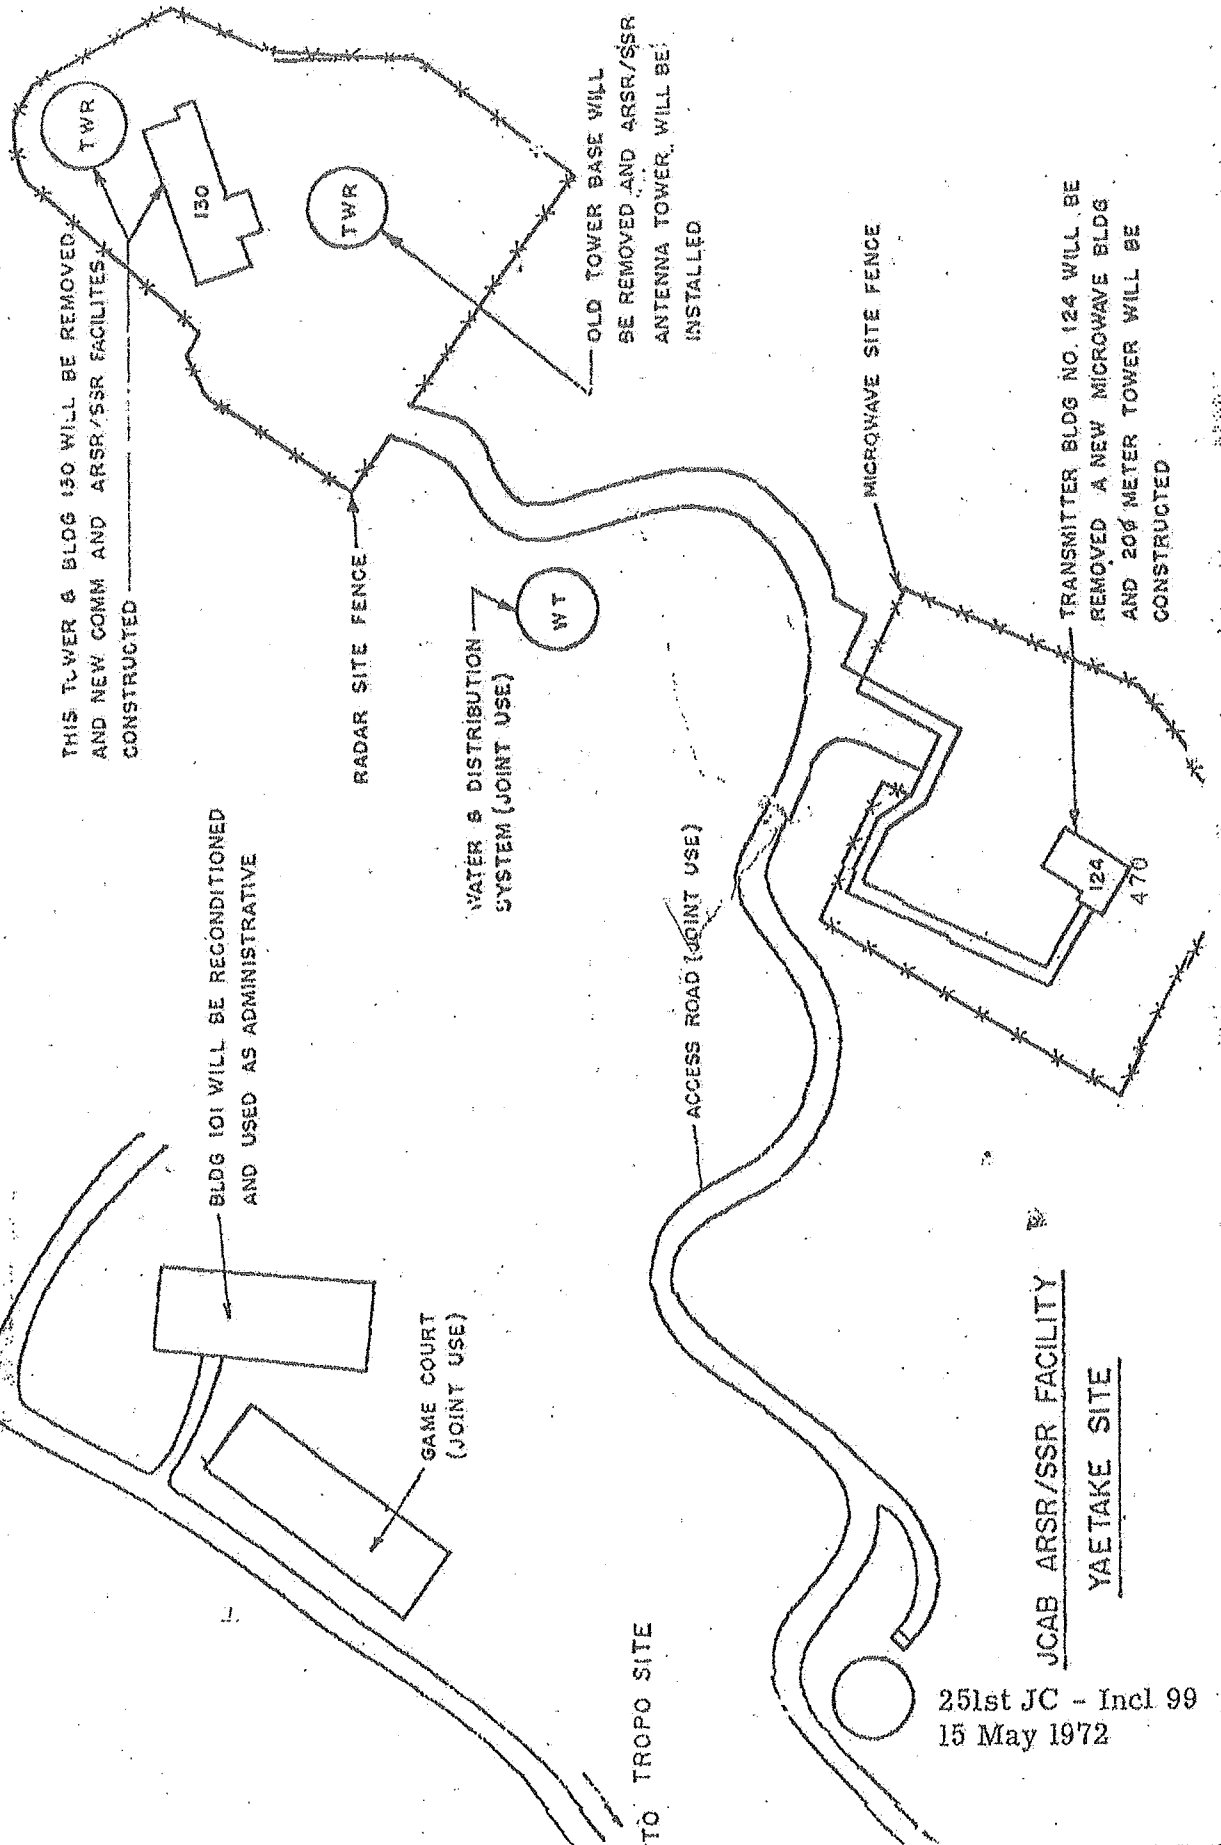 THIS TOWER & BLDG 130 WILL BE REMOVED
AND NEW COMM AND ARSR/SSR FACILITES
CONSTRUCTED
TWR
130
TWR
OLD TOWER BASE WILL
BE REMOVED AND ARSR/SSR
ANTENNA TOWER WILL BE
INSTALLED
RADAR SITE FENCE
WATER & DISTRIBUTION
SYSTEM (JOINT USE)
WT
MICROWAVE SITE FENCE
TRANSMITTER BLDG NO. 124 WILL BE
REMOVED A NEW MICROWAVE BLDG
AND 200 METER TOWER WILL BE
CONSTRUCTED
124
470
BLDG 101 WILL BE RECONDITIONED
AND USED AS ADMINISTRATIVE
GAME COURT
(JOINT USE)
ACCESS ROAD (JOINT USE)
TO TROPO SITE
JCAB ARSR/SSR FACILITY
YAETAKE SITE
251st JC - Incl 99
15 May 1972